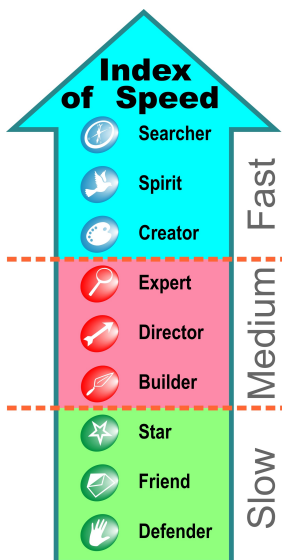 Index
of Speed
Searcher
Spirit
Creator
Fast
Expert
Director
Builder
Medium
Star
Friend
Defender
Slow